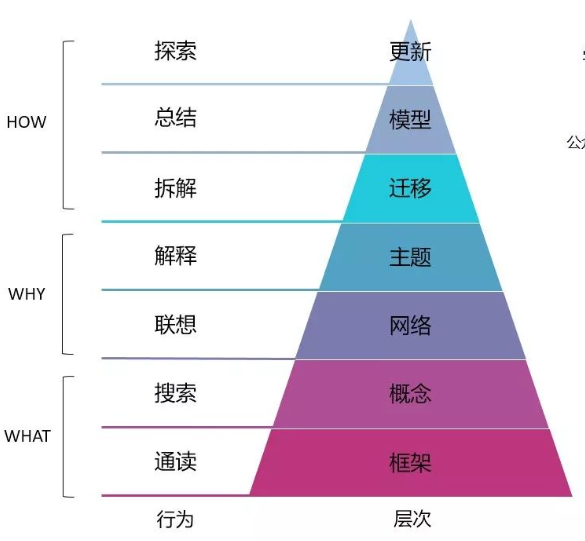 探索 更新
HOW
总结 模型
拆解 迁移
解释 主题
WHY
联想 网络
搜索 概念
WHAT
通读 框架
行为 层次